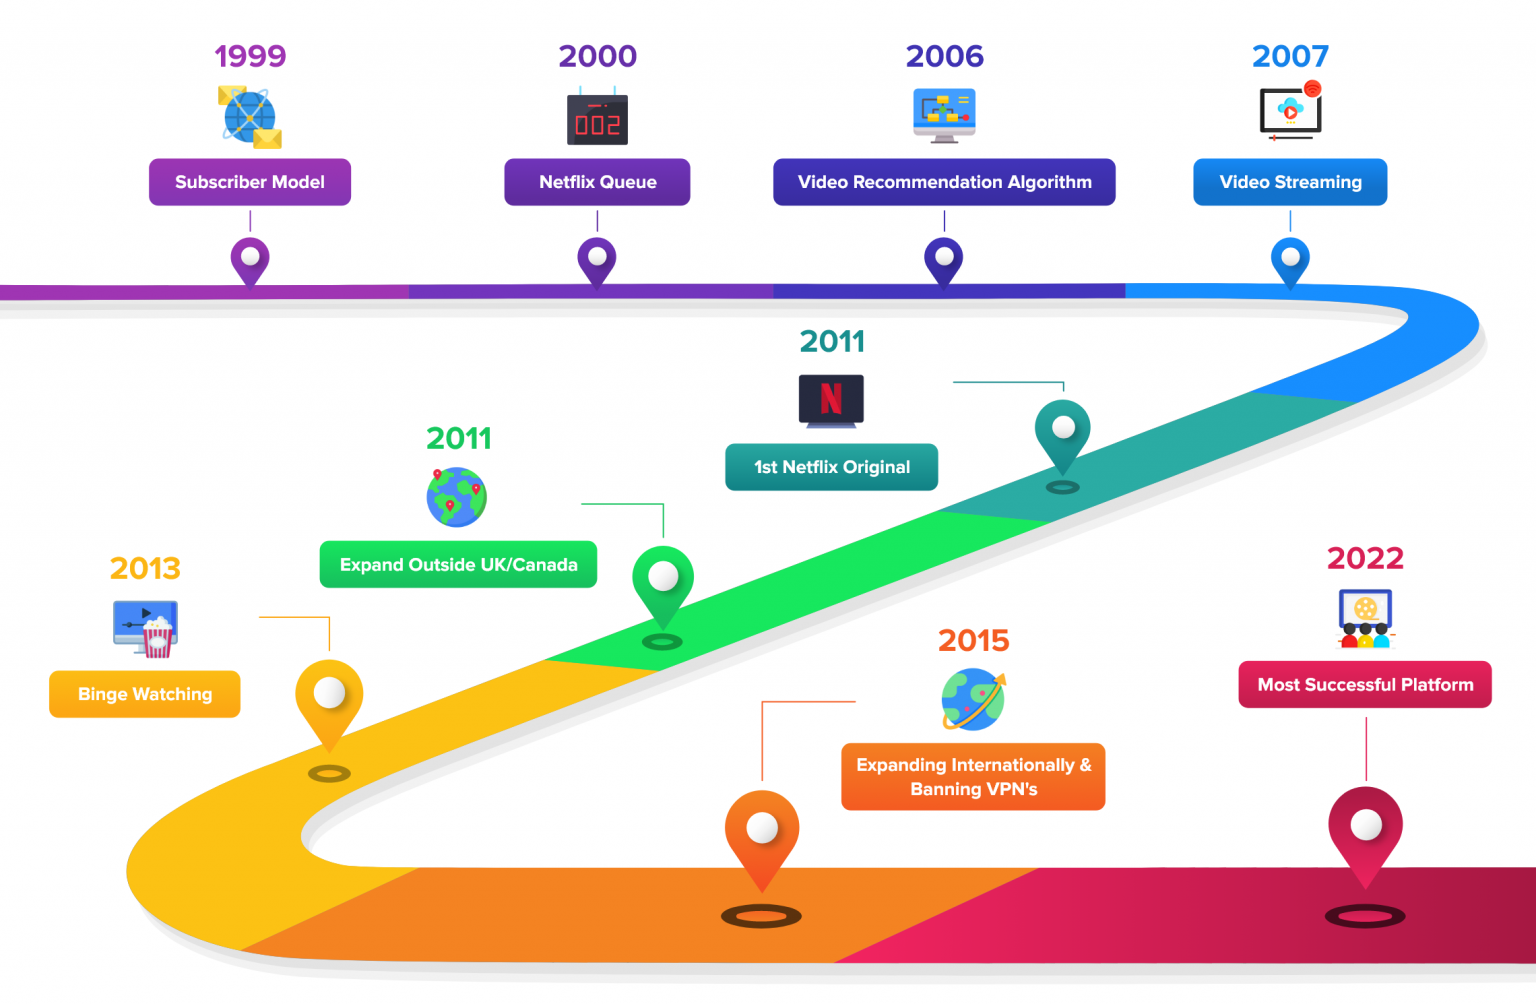 1999
2000
2006
2007
002
Subscriber Model
Netflix Queue
Video Recommendation Algorithm
Video Streaming
2011
N
1st Netflix Original
2011
Expand Outside UK/Canada
2013
Binge Watching
2015
Expanding Internationally &
Banning VPN's
2022
Most Successful Platform